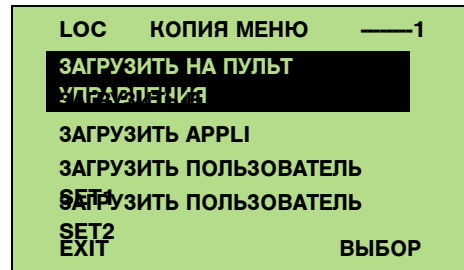 LOC КОПИЯ МЕНЮ --------1
ЗАГРУЗИТЬ НА ПУЛЬТ
УПРАВЛЕНИЯ
ЗАГРУЗИТЬ APPLI
ЗАГРУЗИТЬ ПОЛЬЗОВАТЕЛЬ
SET1
ЗАГРУЗИТЬ ПОЛЬЗОВАТЕЛЬ
SET2
EXIT ВЫБОР